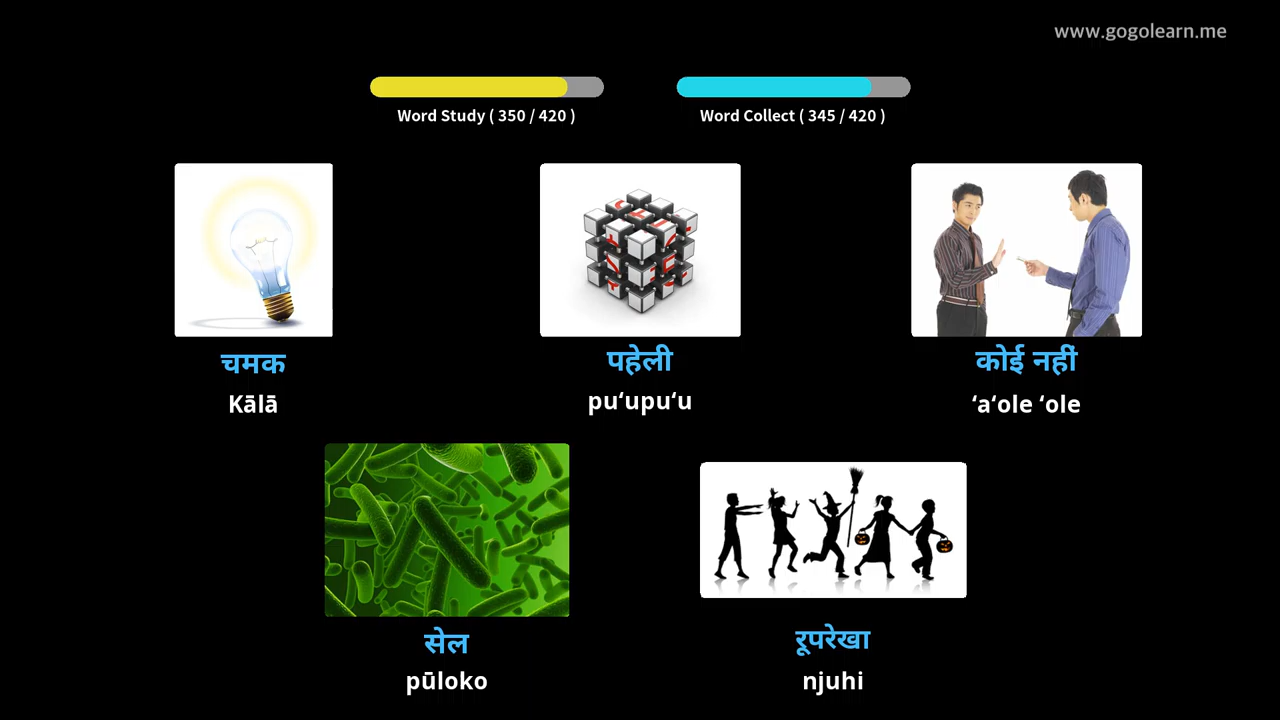 www.gogolearn.me
Word Study ( 350 / 420 )
Word Collect ( 345 / 420 )
चमक
Kālā
पहेली
puʻupuʻu
कोई नहीं
ʻaʻole ʻole
सेल
pūloko
रूपरेखा
njuhi